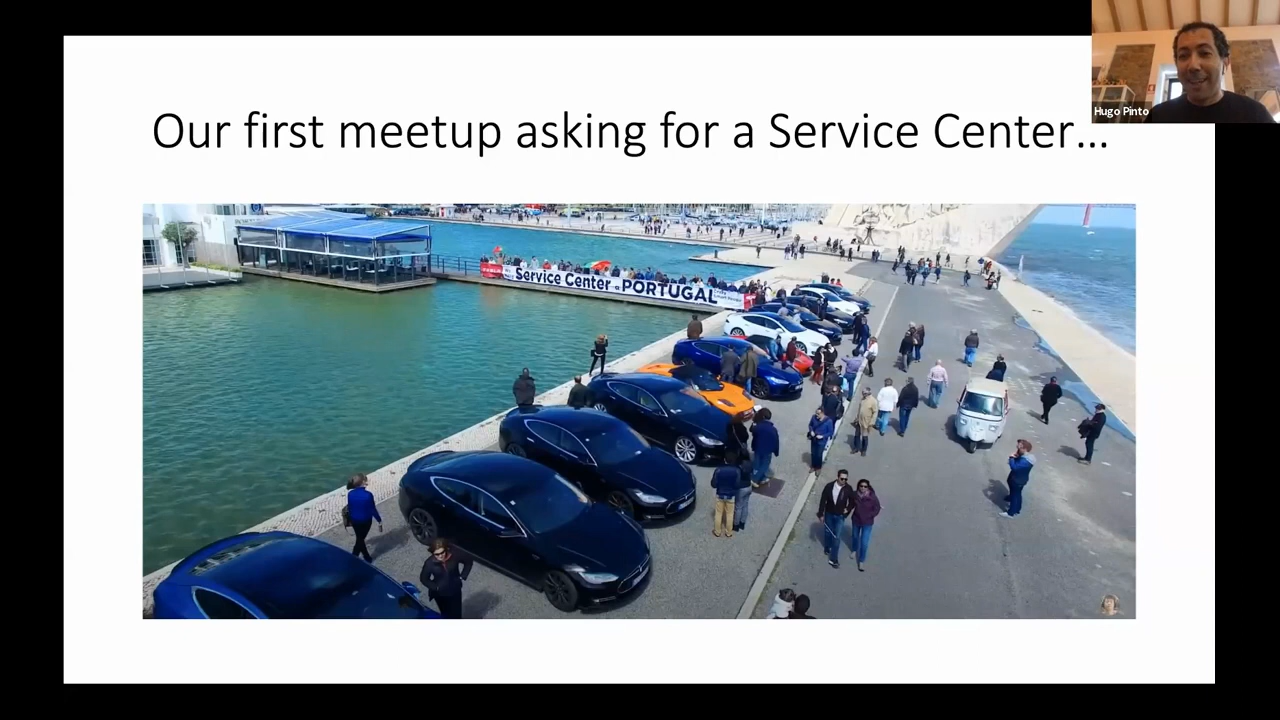 Our first meetup asking for a Service Center...
Hugo Pinto
Service Center PORTUGAL